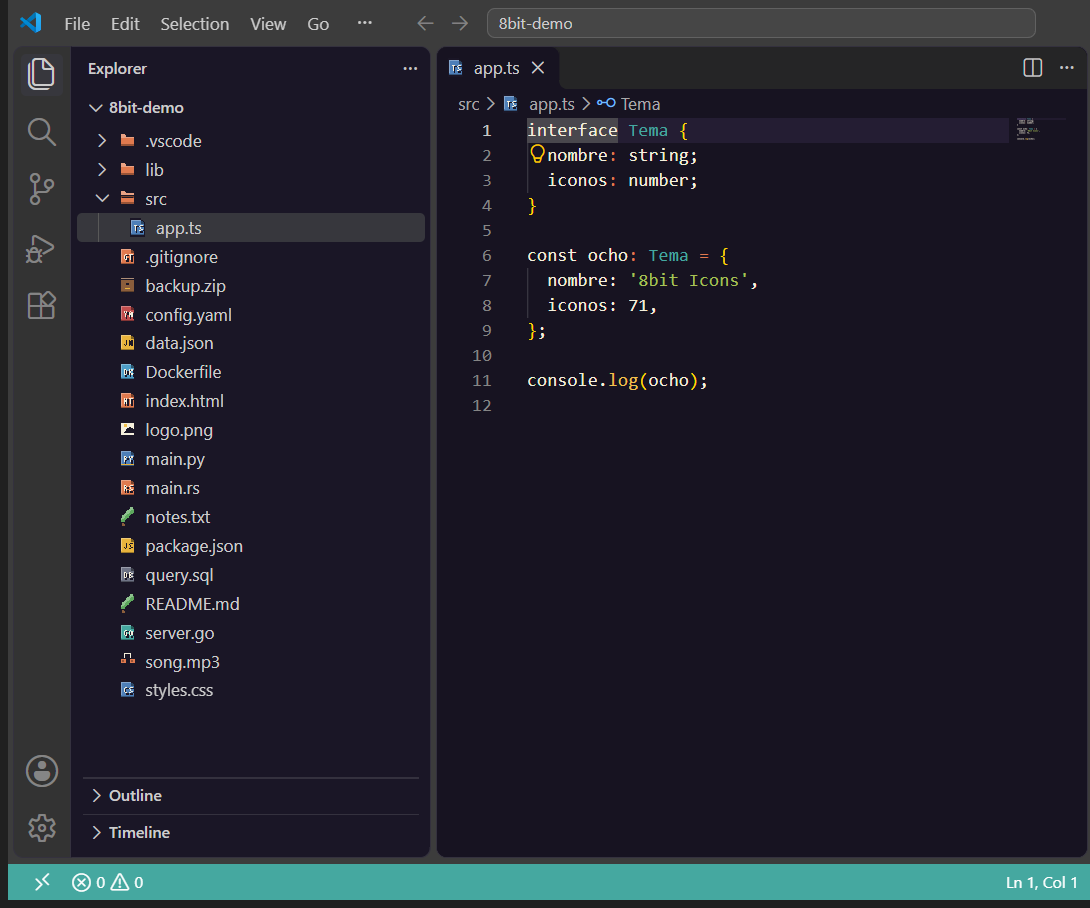 File Edit Selection View Go ··· 8bit-demo
Explorer ···
8bit-demo
.vscode
lib
src
app.ts
.gitignore
backup.zip
config.yaml
data.json
Dockerfile
index.html
logo.png
main.py
main.rs
notes.txt
package.json
query.sql
README.md
server.go
song.mp3
styles.css
Outline
Timeline
app.ts
src > app.ts > Tema
1 interface Tema {
2 nombre: string;
3 iconos: number;
4 }
5
6 const ocho: Tema = {
7 nombre: '8bit Icons',
8 iconos: 71,
9 };
10
11 console.log(ocho);
12
0 0 Ln 1, Col 1